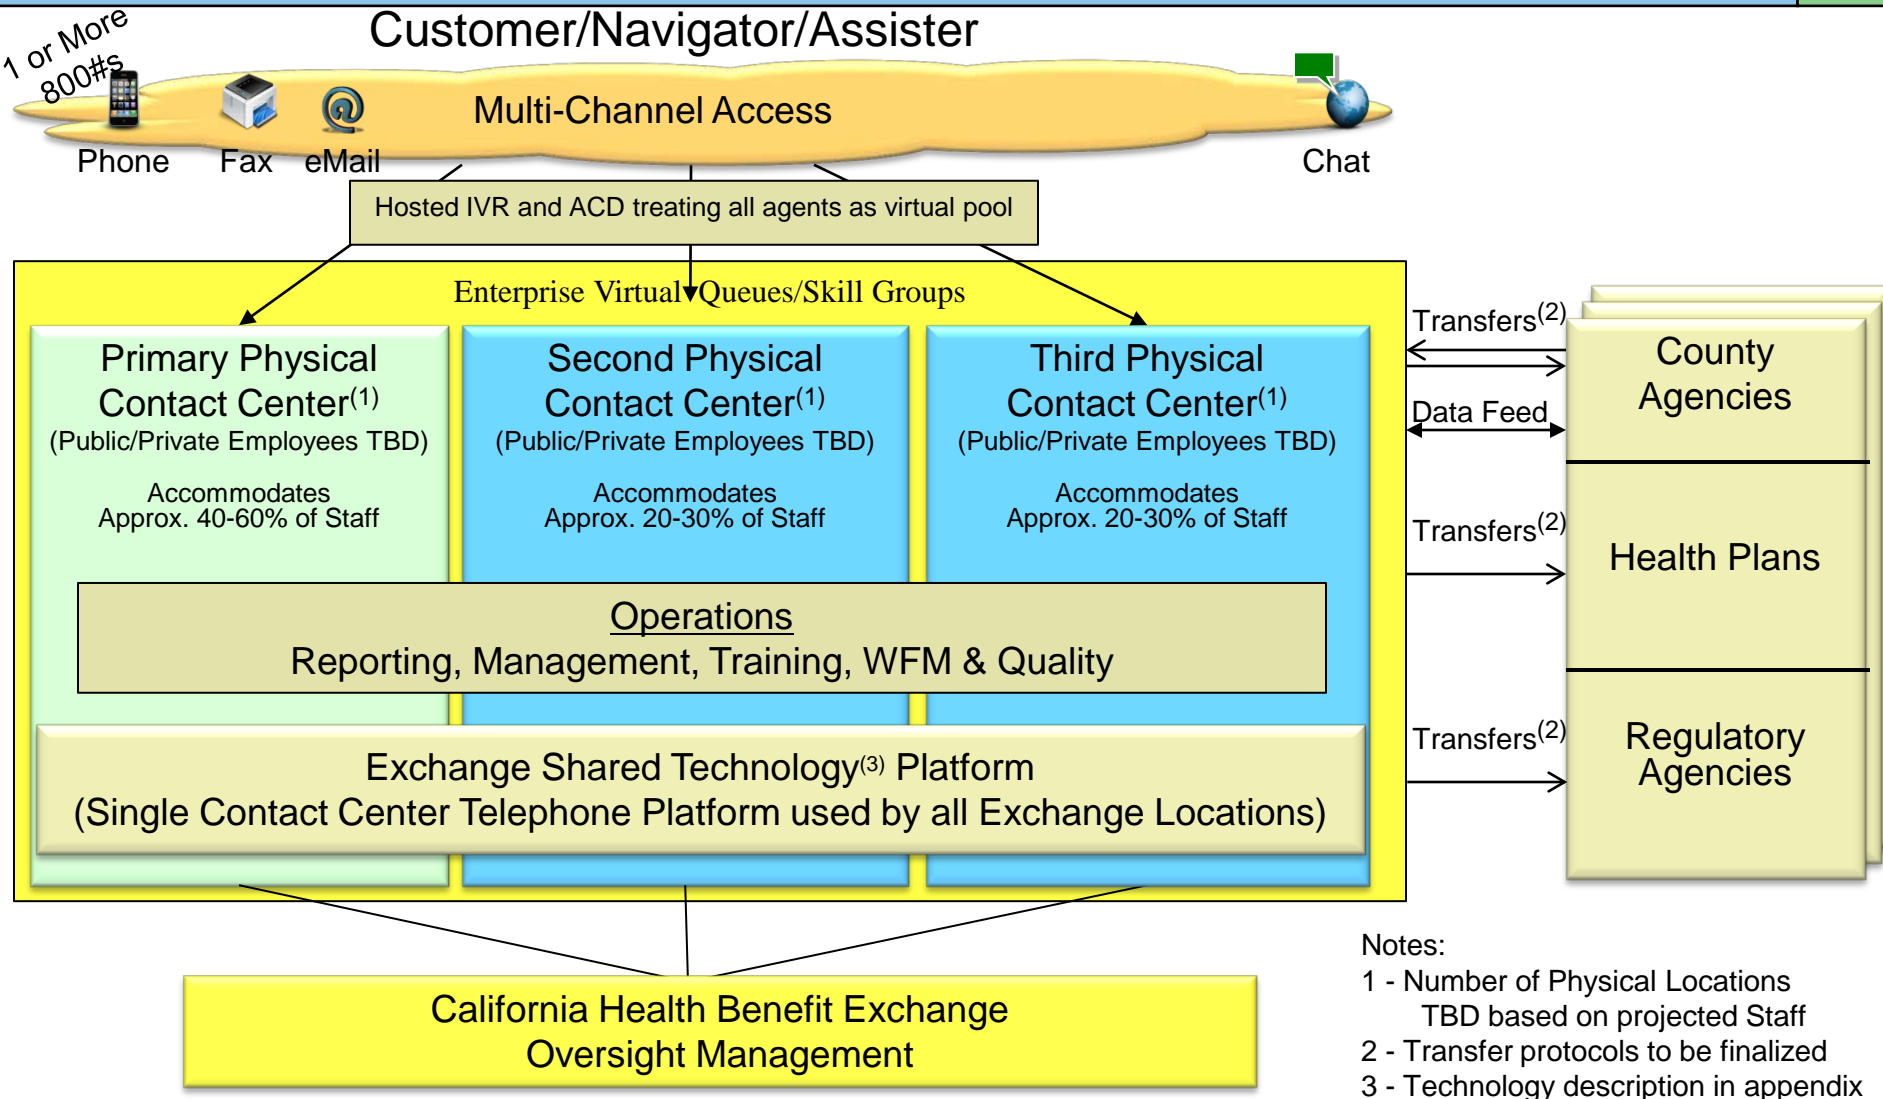 Customer/Navigator/Assister
1 or More
800#s
Multi-Channel Access
Phone
Fax
eMail
Chat
Hosted IVR and ACD treating all agents as virtual pool
Enterprise Virtual Queues/Skill Groups
Primary Physical
Contact Center(1)
(Public/Private Employees TBD)
Accommodates
Approx. 40-60% of Staff
Second Physical
Contact Center(1)
(Public/Private Employees TBD)
Accommodates
Approx. 20-30% of Staff
Third Physical
Contact Center(1)
(Public/Private Employees TBD)
Accommodates
Approx. 20-30% of Staff
Operations
Reporting, Management, Training, WFM & Quality
Exchange Shared Technology(3) Platform
(Single Contact Center Telephone Platform used by all Exchange Locations)
Transfers(2)
Data Feed
Transfers(2)
Transfers(2)
County
Agencies
Health Plans
Regulatory
Agencies
California Health Benefit Exchange
Oversight Management
Notes:
1 - Number of Physical Locations
TBD based on projected Staff
2 - Transfer protocols to be finalized
3 - Technology description in appendix